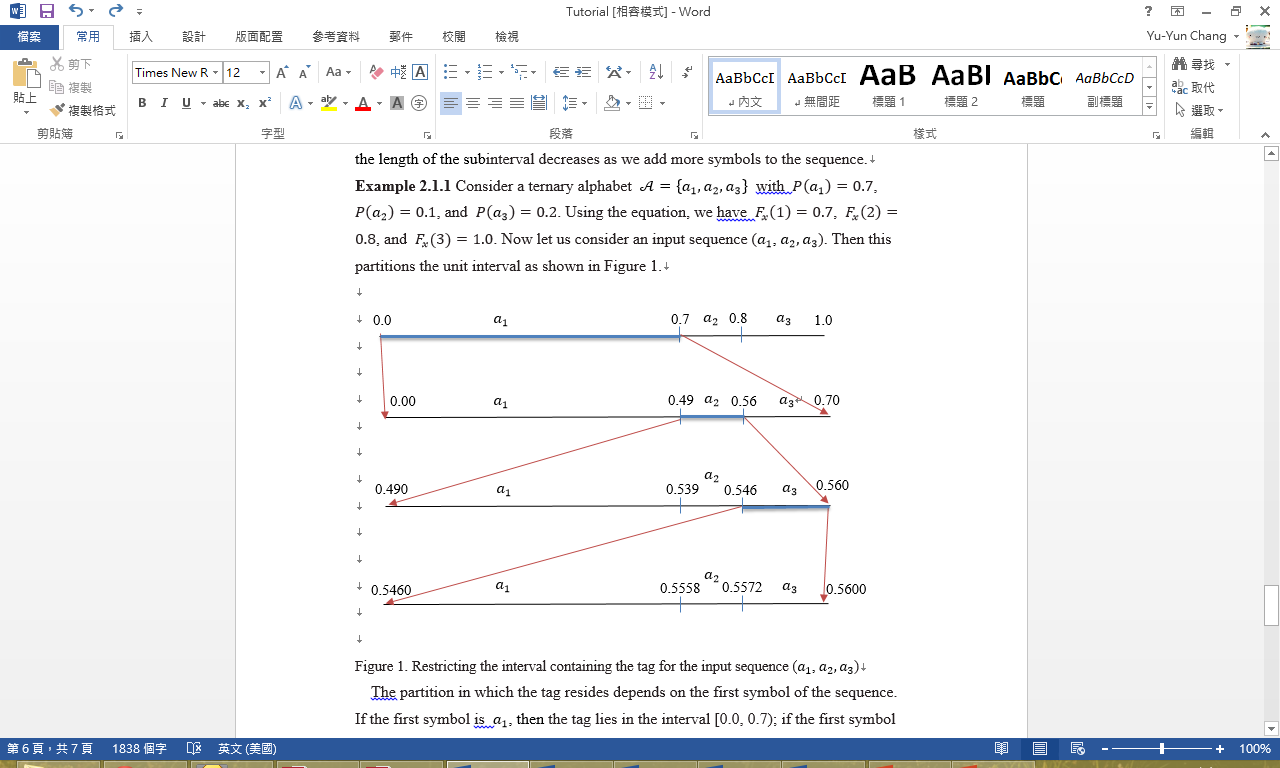 Tutorial [相容模式] - Word
檔案 常用 插入 設計 版面配置 參考資料 郵件 校閱 檢視
Yu-Yun Chang
貼上
剪下
複製
複製格式
剪貼簿
Times New R 12
字型
段落
AaBbCcI AaBbCcI AaB AaBl AaBbCc AaBbCcD
內文 無間距 標題 1 標題 2 標題 副標題
樣式
尋找
取代
選取
編輯
the length of the subinterval decreases as we add more symbols to the sequence.
Example 2.1.1 Consider a ternary alphabet 𝒜 = {a₁, a₂, a₃} with P(a₁) = 0.7,
P(a₂) = 0.1, and P(a₃) = 0.2. Using the equation, we have Fₓ(1) = 0.7, Fₓ(2) =
0.8, and Fₓ(3) = 1.0. Now let us consider an input sequence (a₁, a₂, a₃). Then this
partitions the unit interval as shown in Figure 1.
0.0 a₁ 0.7 a₂ 0.8 a₃ 1.0
0.00 a₁ 0.49 a₂ 0.56 a₃ 0.70
0.490 a₁ 0.539 a₂ 0.546 a₃ 0.560
0.5460 a₁ 0.5558 a₂ 0.5572 a₃ 0.5600
Figure 1. Restricting the interval containing the tag for the input sequence (a₁, a₂, a₃)
The partition in which the tag resides depends on the first symbol of the sequence.
If the first symbol is a₁, then the tag lies in the interval [0.0, 0.7); if the first symbol
第 6 頁，共 7 頁 1838 個字 英文 (美國) 100%